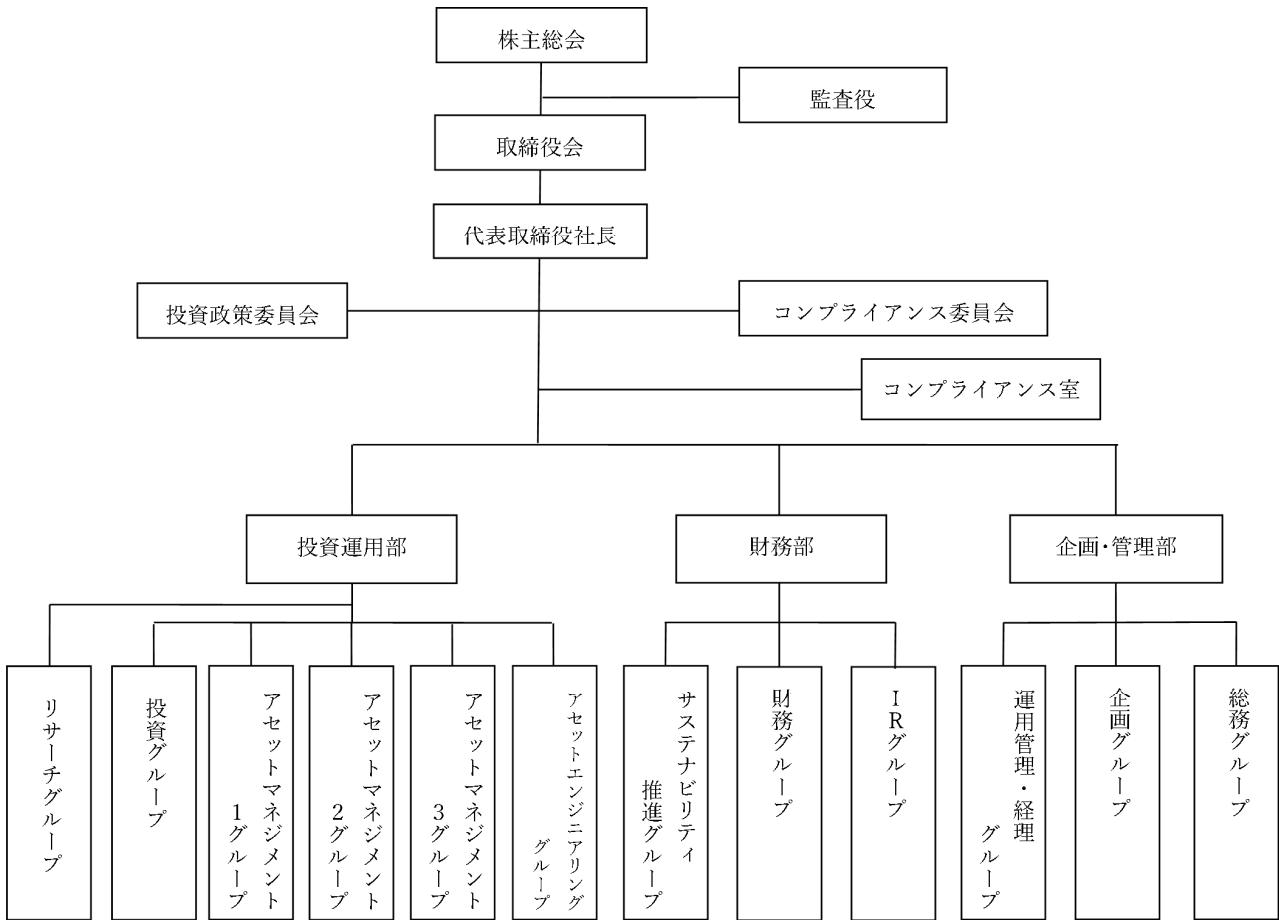 株主総会
監査役
取締役会
代表取締役社長
投資政策委員会
コンプライアンス委員会
コンプライアンス室
投資運用部
財務部
企画・管理部
リサーチグループ
投資グループ
アセットマネジメント
1グループ
アセットマネジメント
2グループ
アセットマネジメント
3グループ
アセットエンジニアリング
グループ
サステナビリティ
推進グループ
財務グループ
IRグループ
運用管理・経理
グループ
企画グループ
総務グループ